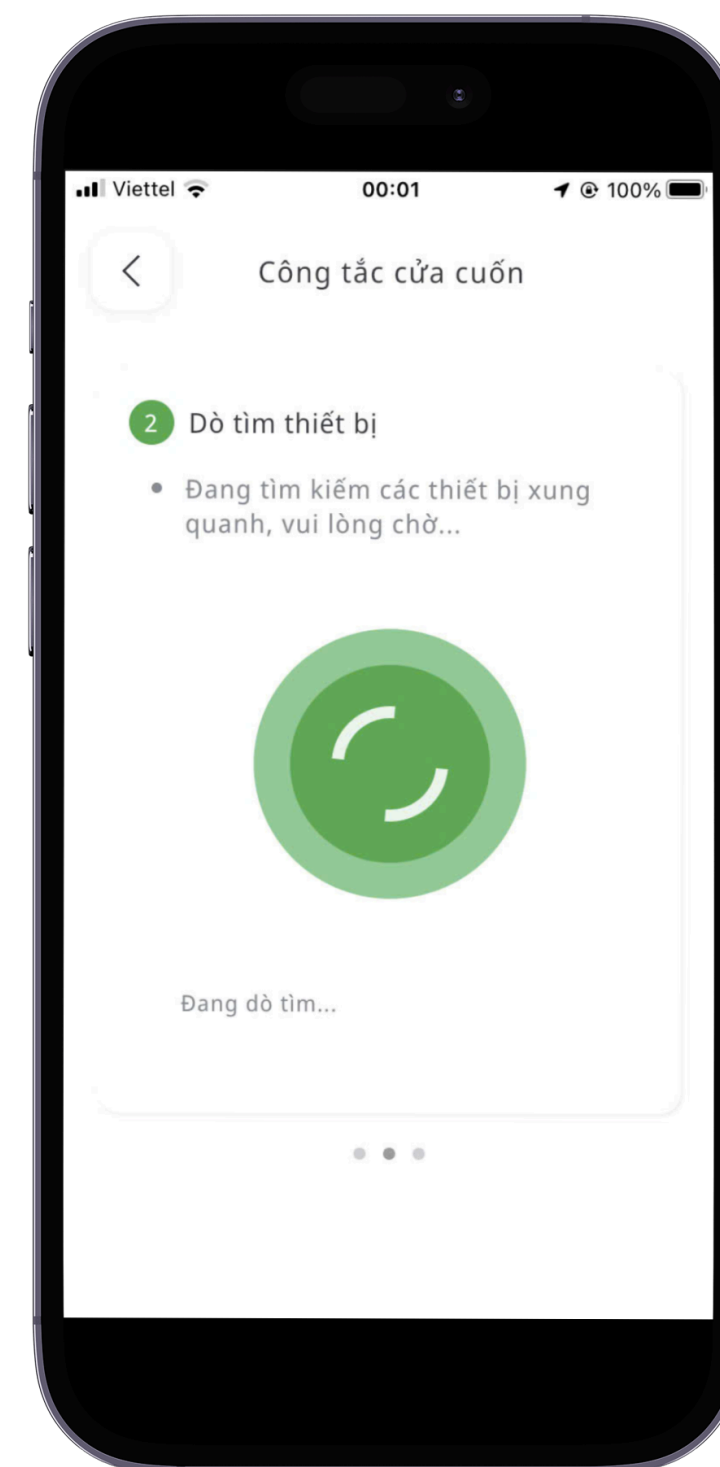 Viettel 00:01 100%
Công tắc cửa cuốn
2 Dò tìm thiết bị
Đang tìm kiếm các thiết bị xung
quanh, vui lòng chờ...
Đang dò tìm...